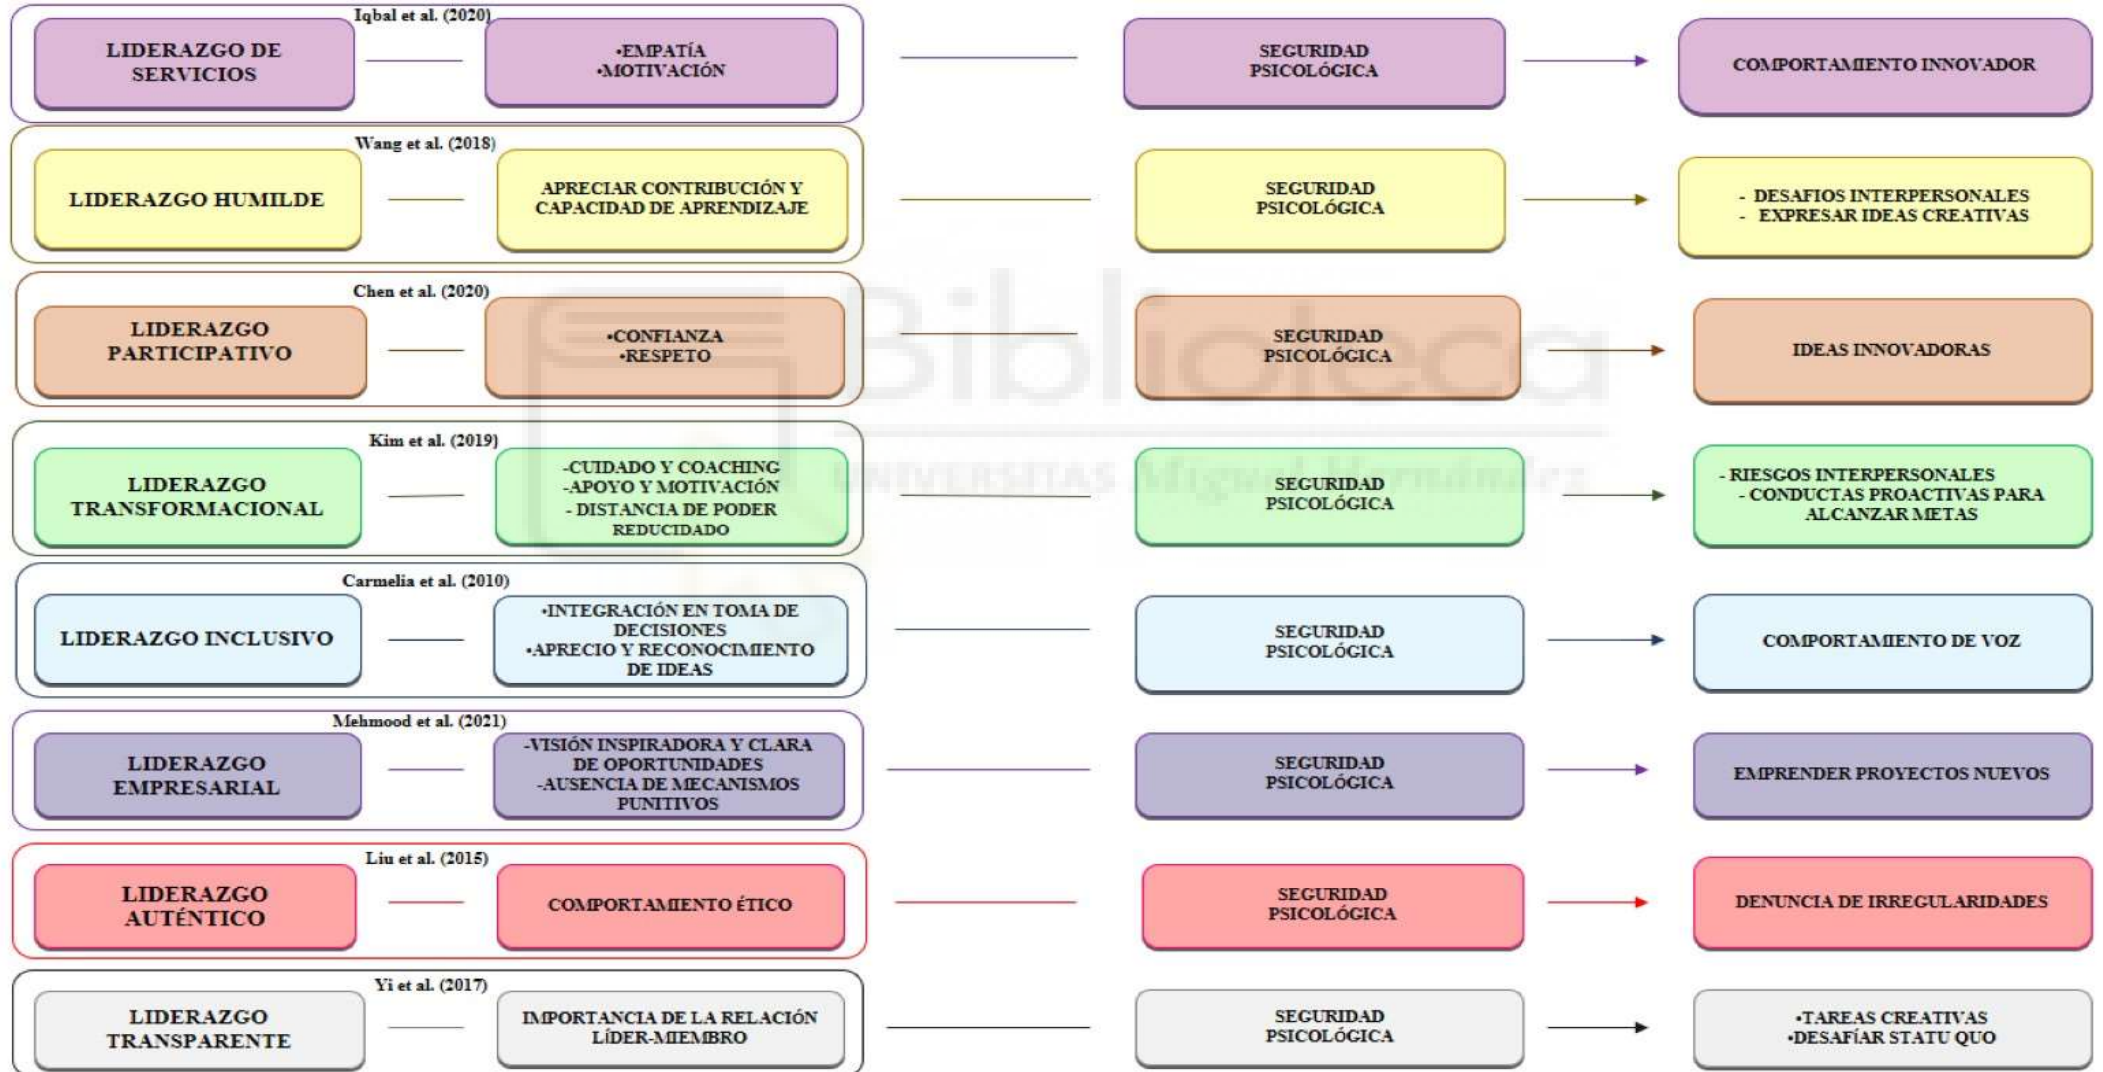 Iqbal et al. (2020)
LIDERAZGO DE
SERVICIOS
•EMPATÍA
•MOTIVACIÓN
SEGURIDAD
PSICOLÓGICA
COMPORTAMIENTO INNOVADOR
Wang et al. (2018)
LIDERAZGO HUMILDE
APRECIAR CONTRIBUCIÓN Y
CAPACIDAD DE APRENDIZAJE
SEGURIDAD
PSICOLÓGICA
- DESAFIOS INTERPERSONALES
- EXPRESAR IDEAS CREATIVAS
Chen et al. (2020)
LIDERAZGO
PARTICIPATIVO
•CONFIANZA
•RESPETO
SEGURIDAD
PSICOLÓGICA
IDEAS INNOVADORAS
Biblioteca
UNIVERSITAS Miguel Hernández
Kim et al. (2019)
LIDERAZGO
TRANSFORMACIONAL
-CUIDADO Y COACHING
-APOYO Y MOTIVACIÓN
- DISTANCIA DE PODER
REDUCIDADO
SEGURIDAD
PSICOLÓGICA
- RIESGOS INTERPERSONALES
- CONDUCTAS PROACTIVAS PARA
ALCANZAR METAS
Carmelia et al. (2010)
LIDERAZGO INCLUSIVO
•INTEGRACIÓN EN TOMA DE
DECISIONES
•APRECIO Y RECONOCIMIENTO
DE IDEAS
SEGURIDAD
PSICOLÓGICA
COMPORTAMIENTO DE VOZ
Mehmood et al. (2021)
LIDERAZGO
EMPRESARIAL
-VISIÓN INSPIRADORA Y CLARA
DE OPORTUNIDADES
-AUSENCIA DE MECANISMOS
PUNITIVOS
SEGURIDAD
PSICOLÓGICA
EMPRENDER PROYECTOS NUEVOS
Liu et al. (2015)
LIDERAZGO
AUTÉNTICO
COMPORTAMIENTO ÉTICO
SEGURIDAD
PSICOLÓGICA
DENUNCIA DE IRREGULARIDADES
Yi et al. (2017)
LIDERAZGO
TRANSPARENTE
IMPORTANCIA DE LA RELACIÓN
LÍDER-MIEMBRO
SEGURIDAD
PSICOLÓGICA
•TAREAS CREATIVAS
•DESAFÍAR STATU QUO